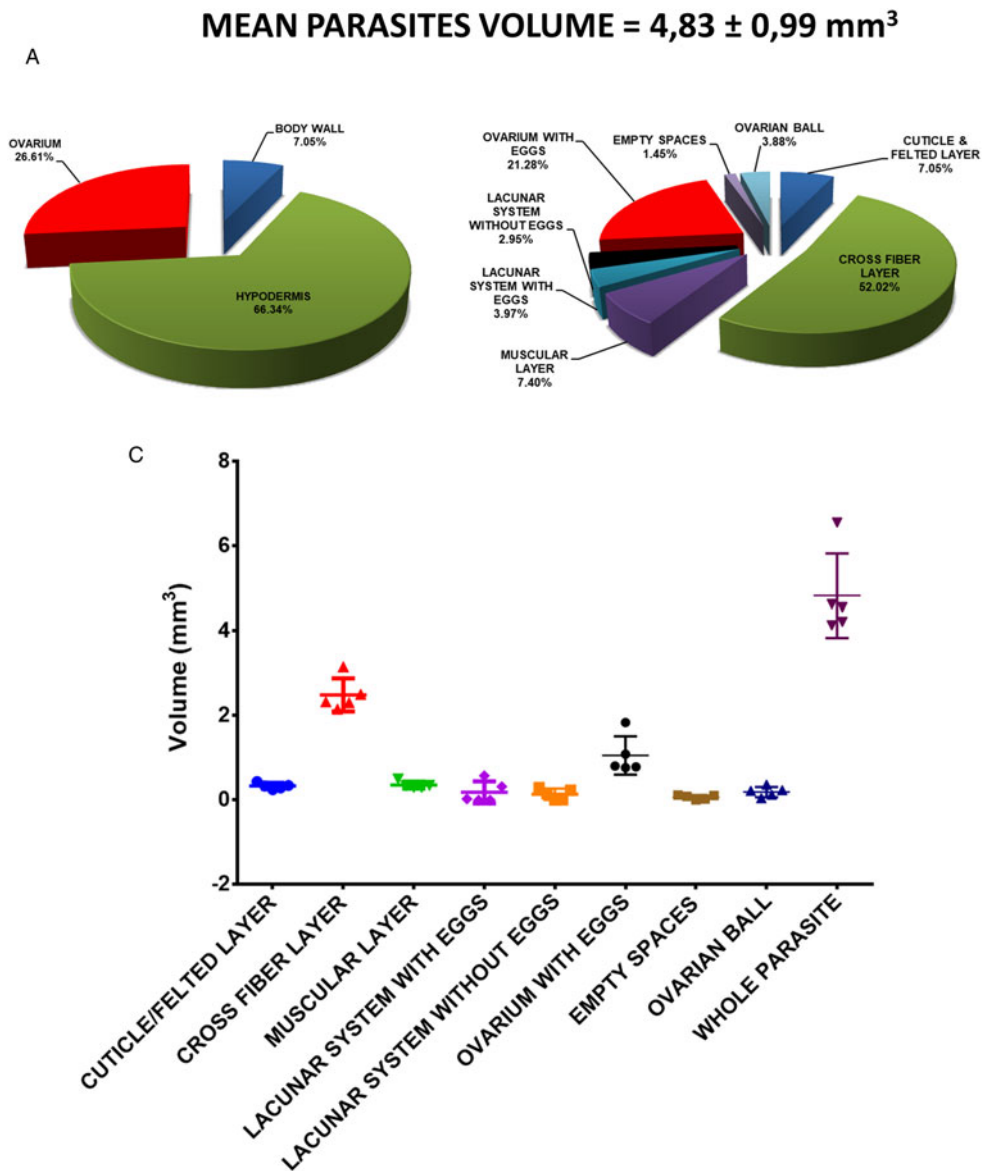 MEAN PARASITES VOLUME = 4,83 ± 0,99 mm³
A
OVARIUM
26.61%
BODY WALL
7.05%
HYPODERMIS
66.34%
OVARIUM WITH
EGGS
21.28%
EMPTY SPACES
1.45%
OVARIAN BALL
3.88%
CUTICLE &
FELTED LAYER
7.05%
LACUNAR
SYSTEM
WITHOUT EGGS
2.95%
LACUNAR
SYSTEM WITH
EGGS
3.97%
MUSCULAR
LAYER
7.40%
CROSS FIBER
LAYER
52.02%
C
Volume (mm³)
8
6
4
2
0
-2
CUTICLE/FELTED LAYER
CROSS FIBER LAYER
MUSCULAR LAYER
LACUNAR SYSTEM WITH EGGS
LACUNAR SYSTEM WITHOUT EGGS
OVARIUM WITH EGGS
EMPTY SPACES
OVARIAN BALL
WHOLE PARASITE